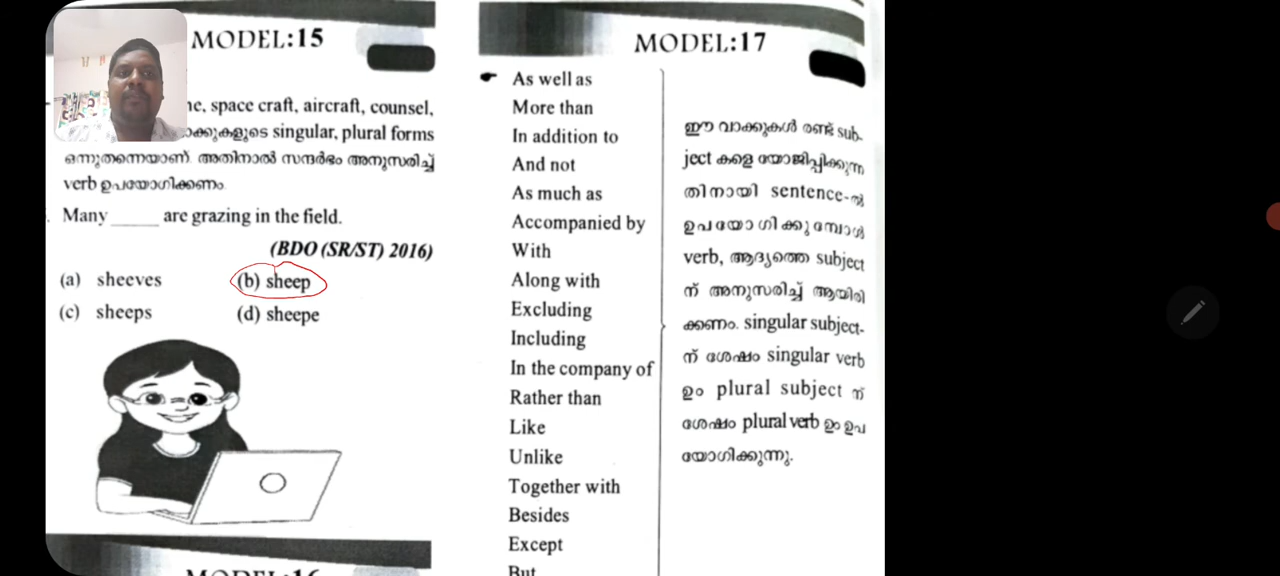 MODEL:15
ne, space craft, aircraft, counsel,
ാക്കുകളുടെ singular, plural forms
ഒന്നുതന്നെയാണ്. അതിനാൽ സന്ദർഭം അനുസരിച്ച്
verb ഉപയോഗിക്കണം.
. Many _____ are grazing in the field.
(BDO (SR/ST) 2016)
(a) sheeves
(b) sheep
(c) sheeps
(d) sheepe
MODEL:16
MODEL:17
As well as
More than
In addition to
And not
As much as
Accompanied by
With
Along with
Excluding
Including
In the company of
Rather than
Like
Unlike
Together with
Besides
Except
But
ഈ വാക്കുകൾ രണ്ട് sub-
ject കളെ യോജിപ്പിക്കുന്ന
തിനായി sentence-ൽ
ഉപയോഗിക്കുമ്പോൾ
verb, ആദ്യത്തെ subject
ന് അനുസരിച്ച് ആയിരി
ക്കണം. singular subject-
ന് ശേഷം singular verb
ഉം plural subject ന്
ശേഷം plural verb ഉം ഉപ
യോഗിക്കുന്നു.